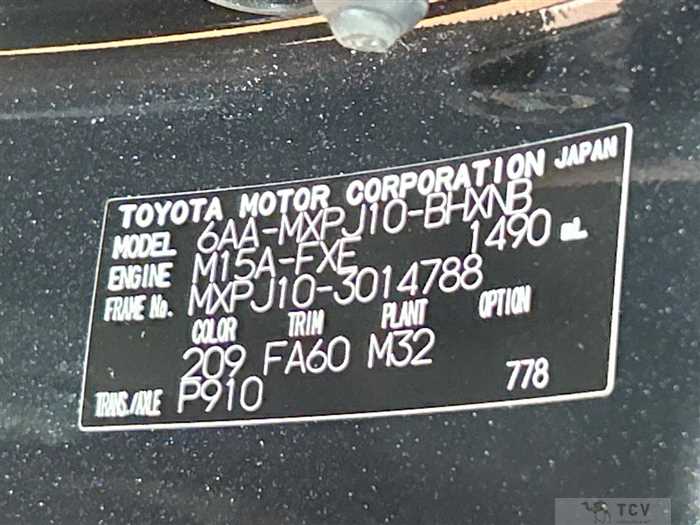 TOYOTA MOTOR CORPORATION JAPAN
MODEL 6AA-MXPJ10-BHXNB
ENGINE M15A-FXE 1490 mL
FRAME No. MXPJ10-3014788
COLOR TRIM PLANT OPTION
209 FA60 M32
TRANS./AXLE P910 778
TCV